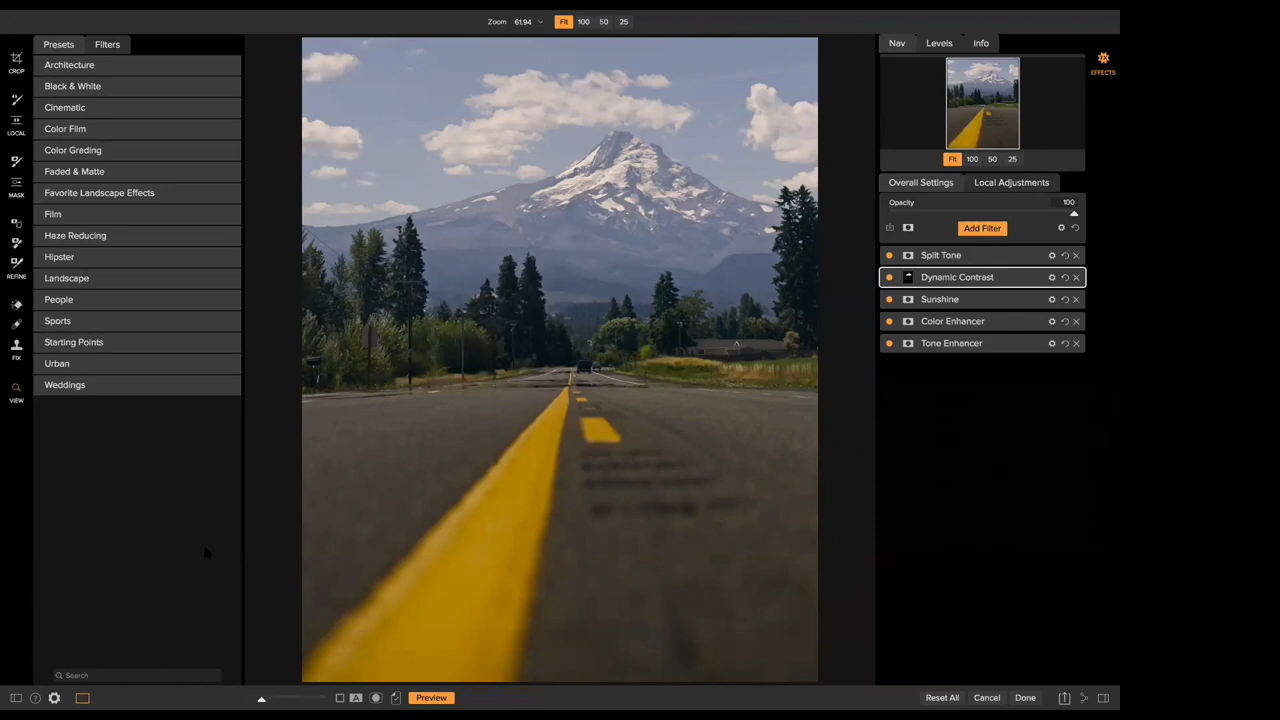 Zoom 61.94 Fit 100 50 25
CROP
LOCAL
MASK
REFINE
FIX
VIEW
Presets Filters
Architecture
Black & White
Cinematic
Color Film
Color Grading
Faded & Matte
Favorite Landscape Effects
Film
Haze Reducing
Hipster
Landscape
People
Sports
Starting Points
Urban
Weddings
Search
Nav Levels Info
EFFECTS
Fit 100 50 25
Overall Settings Local Adjustments
Opacity 100
Add Filter
Split Tone
Dynamic Contrast
Sunshine
Color Enhancer
Tone Enhancer
? A Preview Reset All Cancel Done